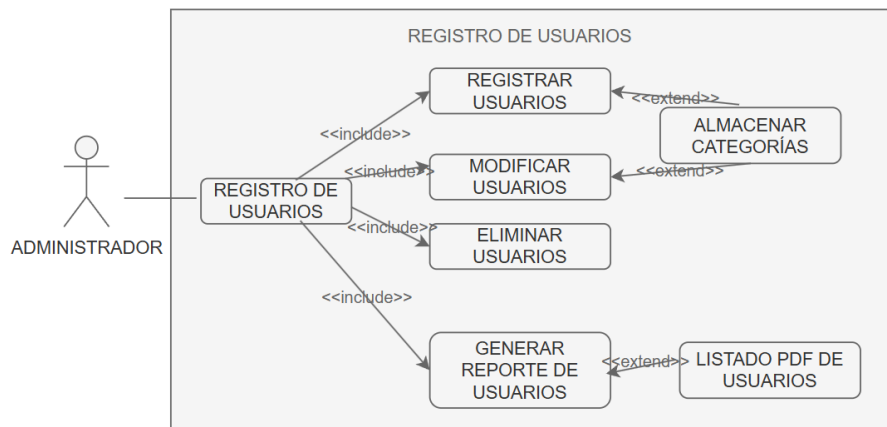 REGISTRO DE USUARIOS
REGISTRAR
USUARIOS
<<extend>>
ALMACENAR
CATEGORÍAS
<<include>>
MODIFICAR
USUARIOS
<<include>>
<<extend>>
REGISTRO DE
USUARIOS
<<include>>
ELIMINAR
USUARIOS
ADMINISTRADOR
<<include>>
GENERAR
REPORTE DE
USUARIOS
<<extend>>
LISTADO PDF DE
USUARIOS